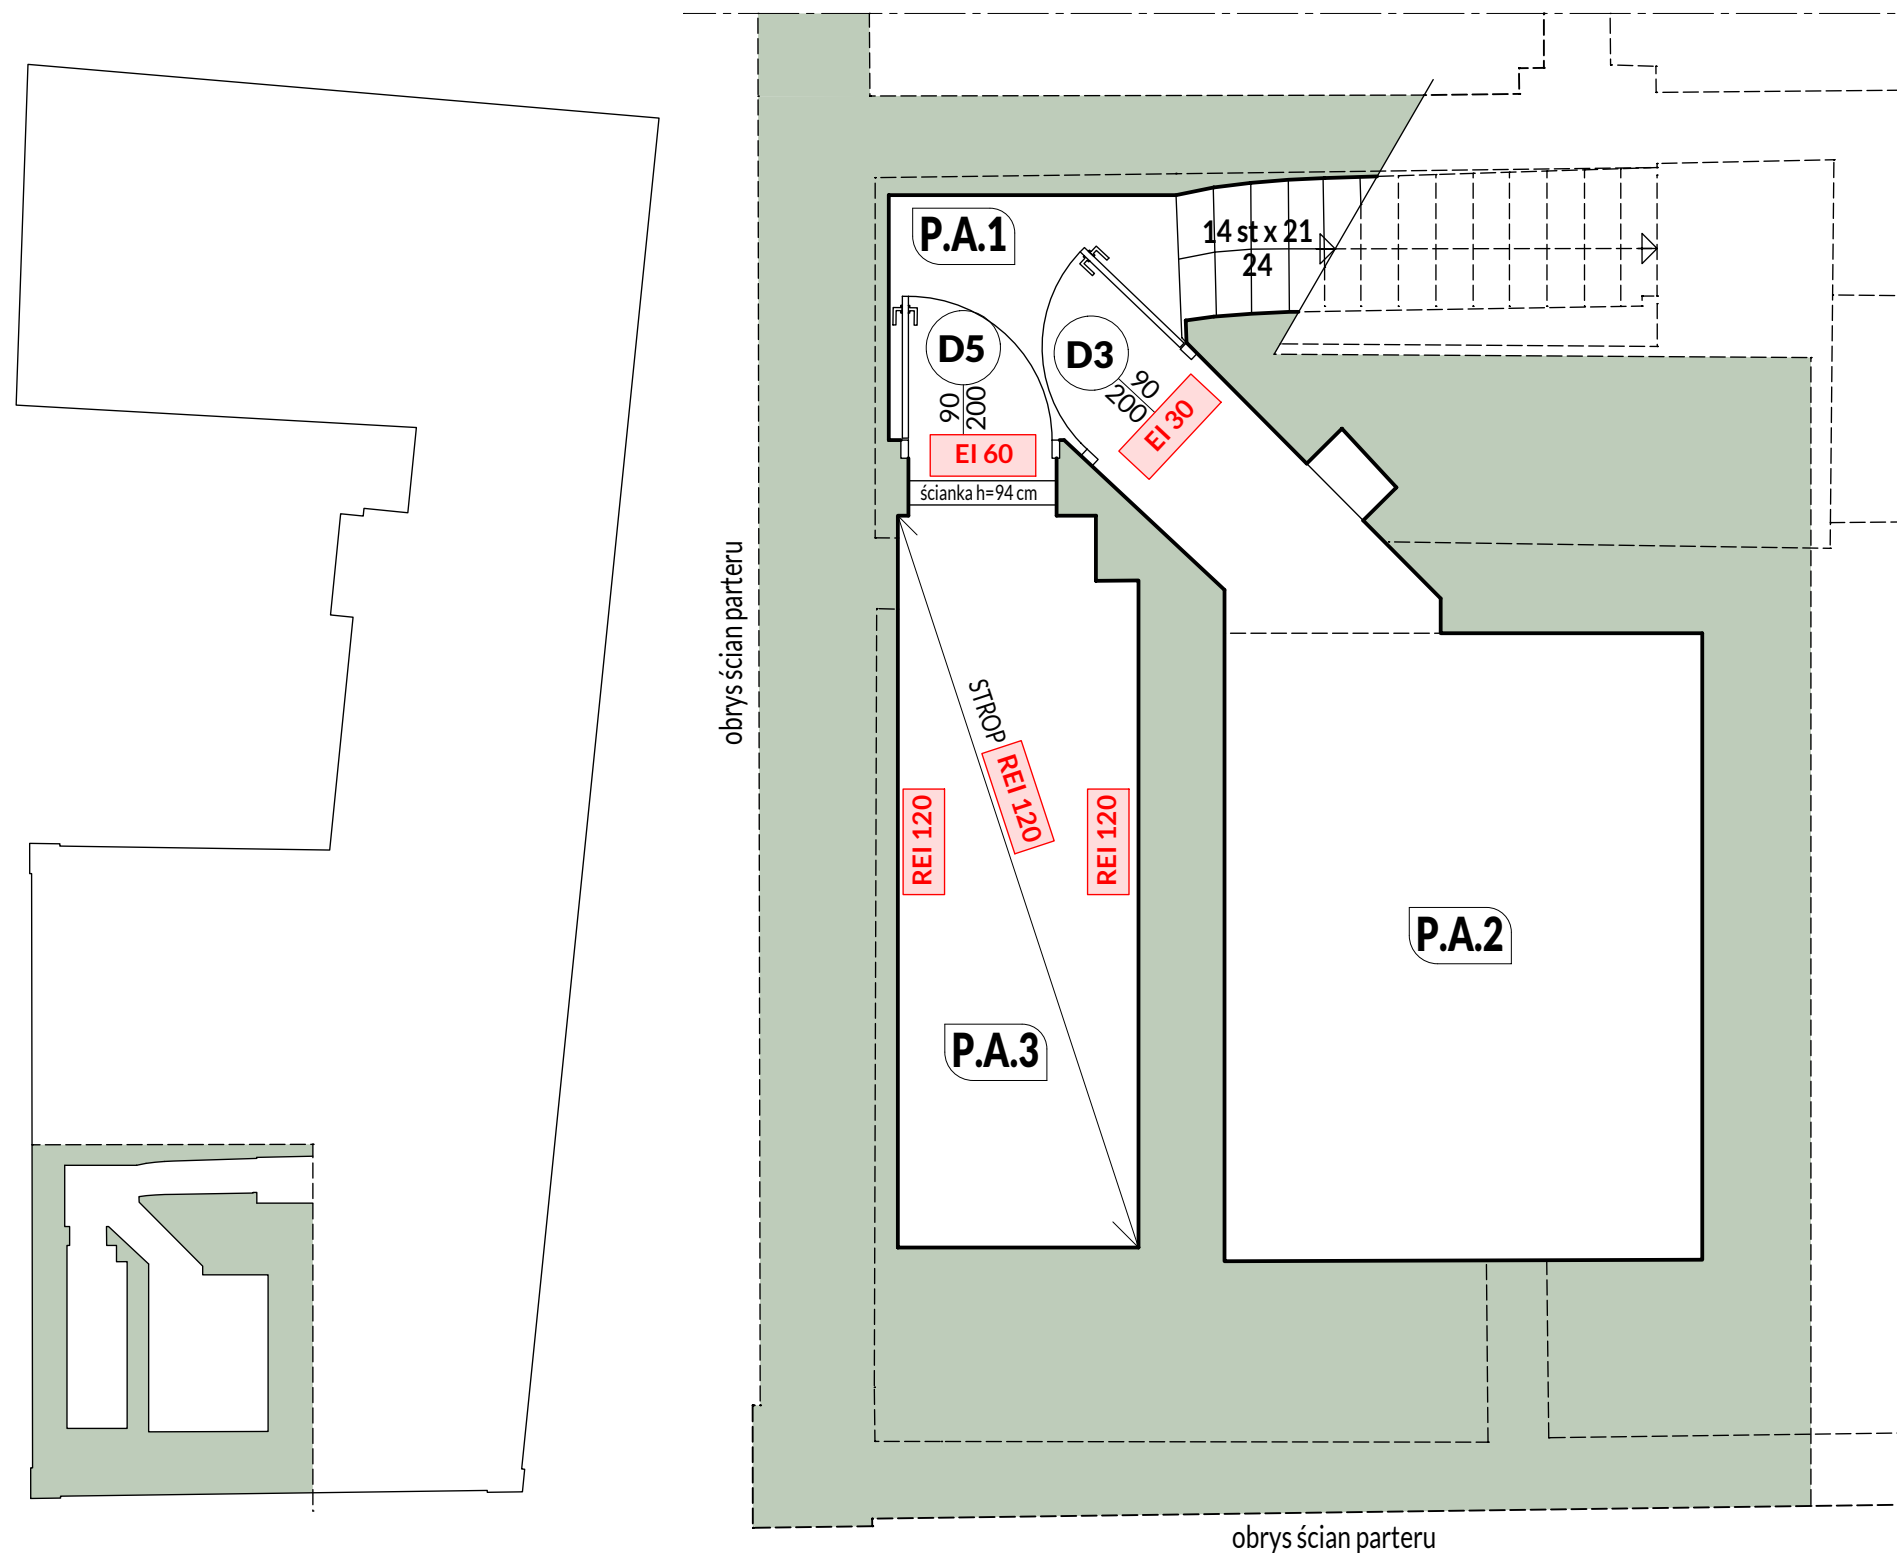 P.A.1
14 st x 21
24
D5
90
200
EI 60
D3
90
200
EI 30
ścianka h=94 cm
obrys ścian parteru
STROP
REI 120
REI 120
REI 120
P.A.2
P.A.3
obrys ścian parteru